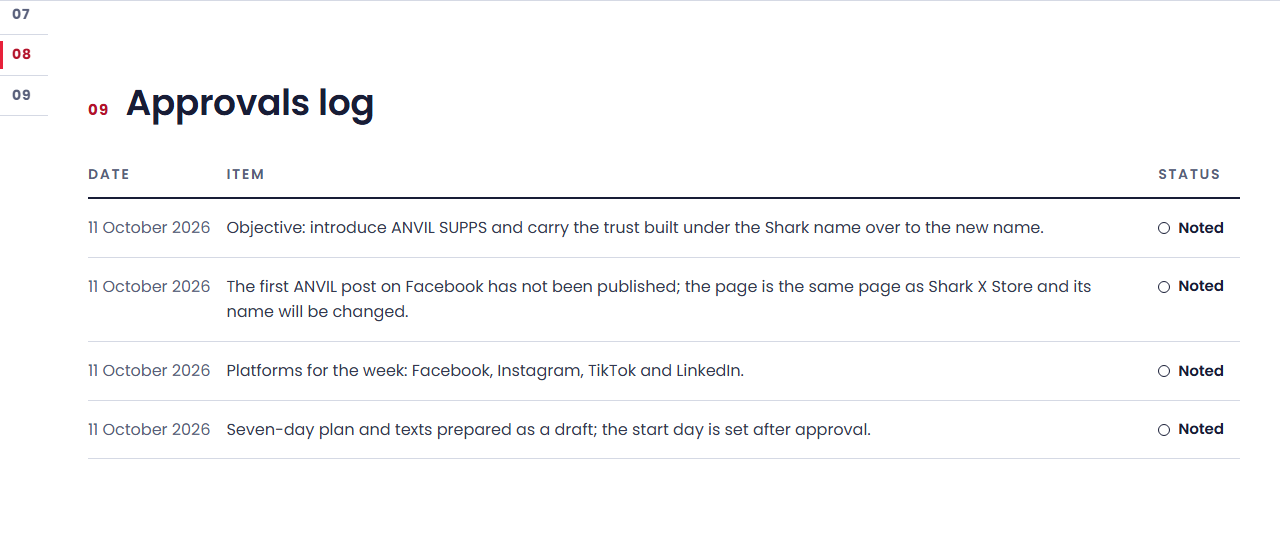 07
08
09
09 Approvals log
DATE ITEM STATUS
11 October 2026 Objective: introduce ANVIL SUPPS and carry the trust built under the Shark name over to the new name. Noted
11 October 2026 The first ANVIL post on Facebook has not been published; the page is the same page as Shark X Store and its Noted
name will be changed.
11 October 2026 Platforms for the week: Facebook, Instagram, TikTok and LinkedIn. Noted
11 October 2026 Seven-day plan and texts prepared as a draft; the start day is set after approval. Noted